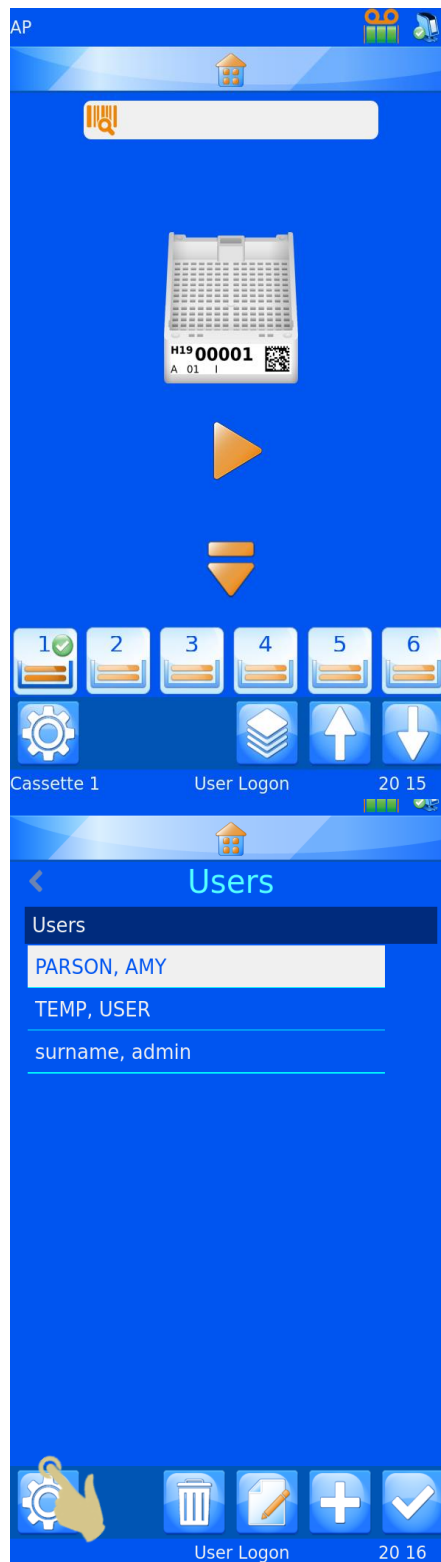 AP
H19 00001
A 01 I
1 2 3 4 5 6
Cassette 1 User Logon 20 15
Users
Users
PARSON, AMY
TEMP, USER
surname, admin
User Logon 20 16